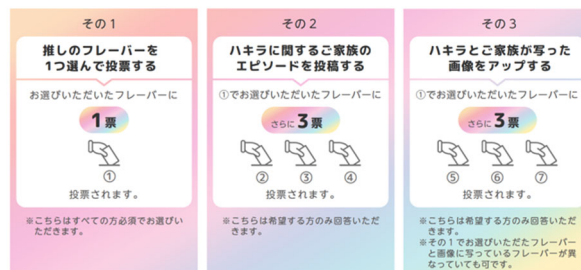 その1
推しのフレーバーを
1つ選んで投票する
お選びいただいたフレーバーに
1票
①
投票されます。
※こちらはすべての方必須でお選びい
ただきます。
その2
ハキラに関するご家族の
エピソードを投稿する
①でお選びいただいたフレーバーに
さらに3票
② ③ ④
投票されます。
※こちらは希望する方のみ回答いただ
きます。
その3
ハキラとご家族が写った
画像をアップする
①でお選びいただいたフレーバーに
さらに3票
⑤ ⑥ ⑦
投票されます。
※こちらは希望する方のみ回答いただ
きます。
※その1でお選びいただたフレーバー
と画像に写っているフレーバーが異
なっていても可です。